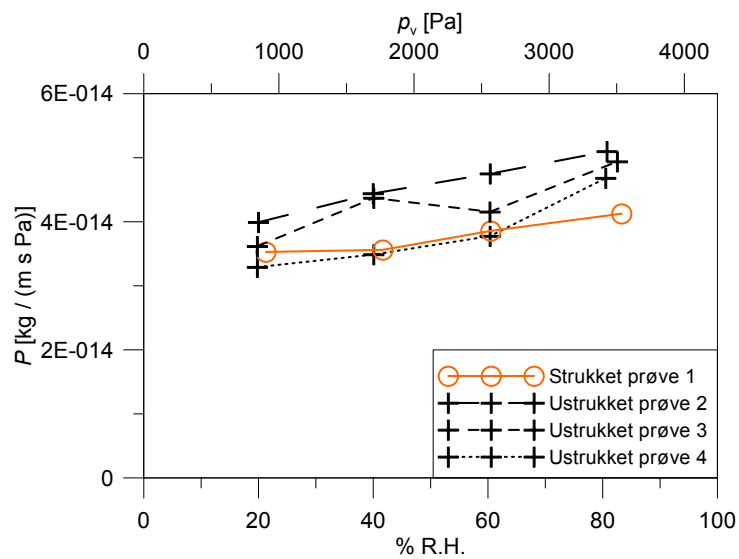 p_v [Pa]
0 1000 2000 3000 4000
6E-014
4E-014
2E-014
0
P [kg / (m s Pa)]
Strukket prøve 1
Ustrukket prøve 2
Ustrukket prøve 3
Ustrukket prøve 4
0 20 40 60 80 100
% R.H.